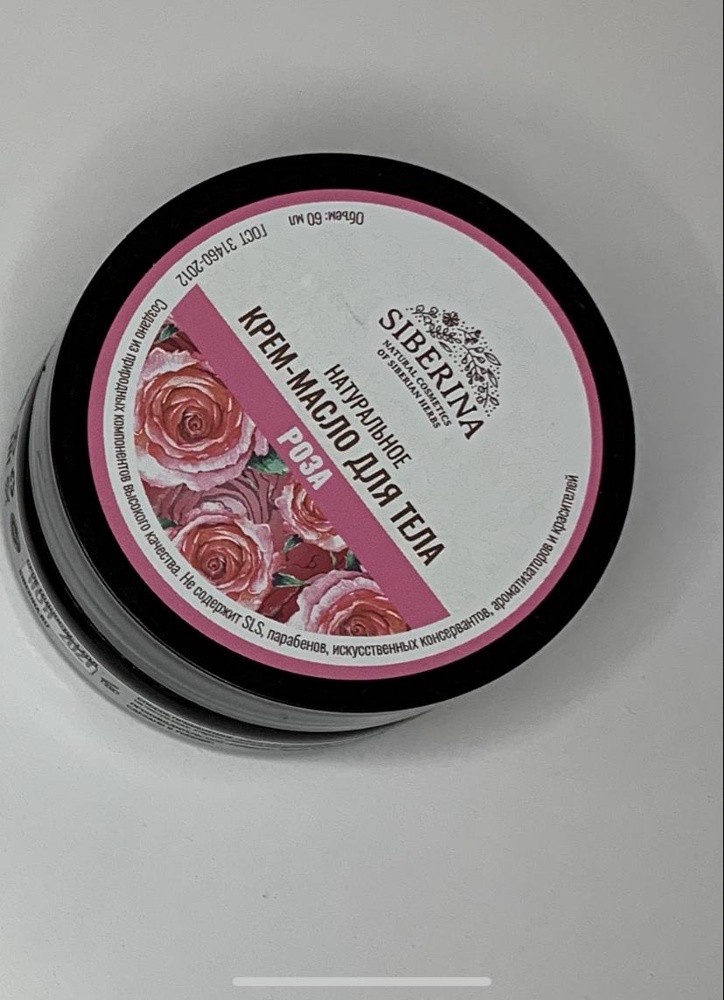 SIBERINA
NATURAL COSMETICS
OF SIBERIAN HERBS
НАТУРАЛЬНОЕ
КРЕМ-МАСЛО ДЛЯ ТЕЛА
РОЗА
Создано из природных компонентов высокого качества. Не содержит SLS, парабенов, искусственных консервантов, ароматизаторов и красителей
ГОСТ 31460-2012
Объем: 60 мл